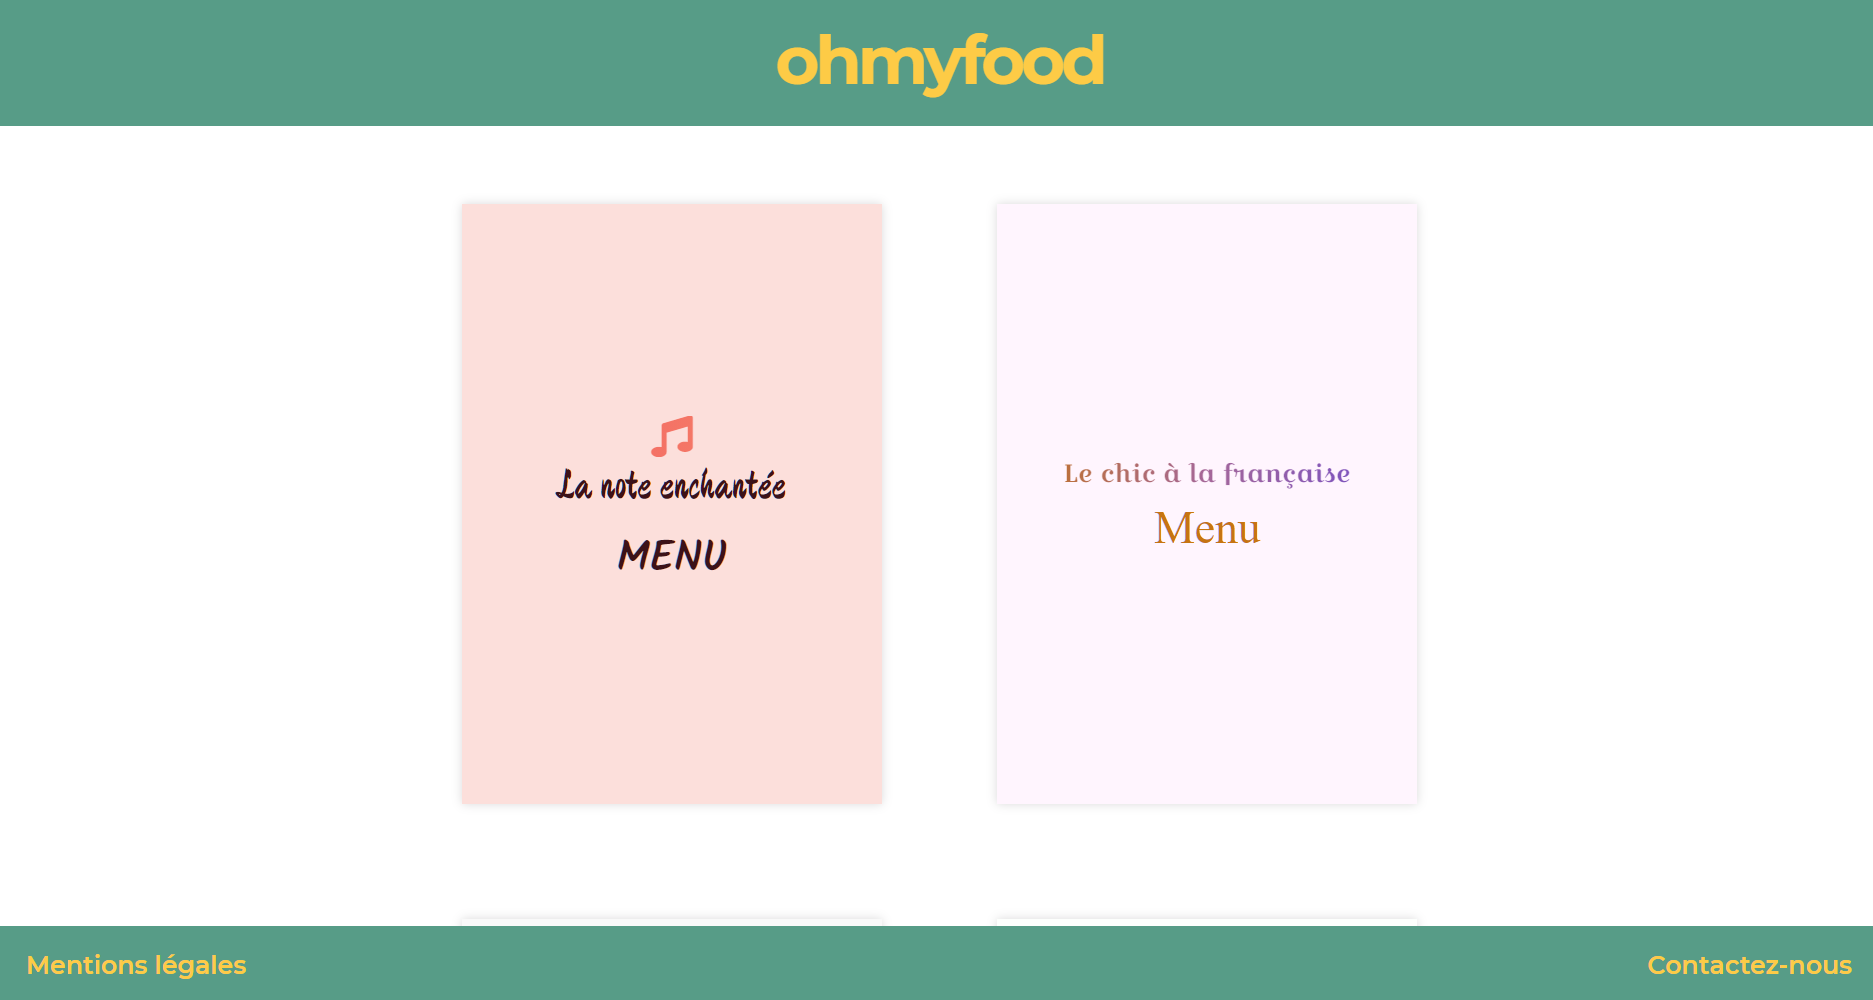 ohmyfood
La note enchantée
MENU
Le chic à la française
Menu
Mentions légales
Contactez-nous